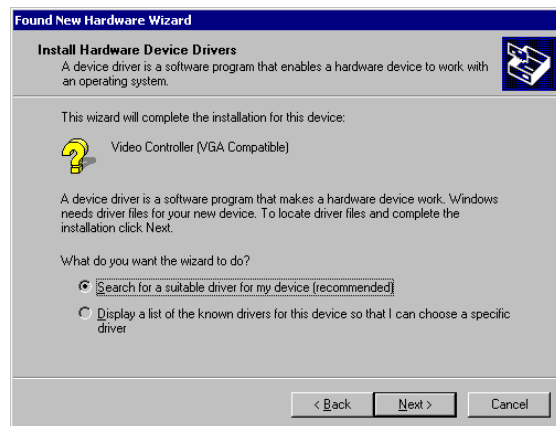 Found New Hardware Wizard
Install Hardware Device Drivers
A device driver is a software program that enables a hardware device to work with
an operating system.
This wizard will complete the installation for this device:
Video Controller (VGA Compatible)
A device driver is a software program that makes a hardware device work. Windows
needs driver files for your new device. To locate driver files and complete the
installation click Next.
What do you want the wizard to do?
Search for a suitable driver for my device (recommended)
Display a list of the known drivers for this device so that I can choose a specific
driver
< Back Next > Cancel